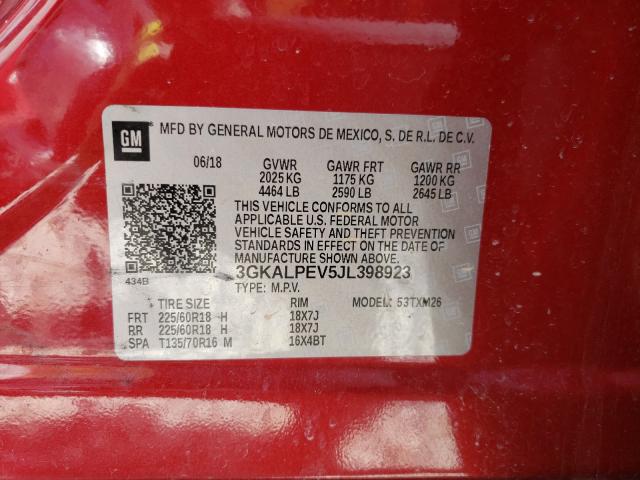 GM MFD BY GENERAL MOTORS DE MEXICO, S. DE R.L. DE C.V.
06/18 GVWR GAWR FRT GAWR RR
2025 KG 1175 KG 1200 KG
4464 LB 2590 LB 2645 LB
THIS VEHICLE CONFORMS TO ALL
APPLICABLE U.S. FEDERAL MOTOR
VEHICLE SAFETY AND THEFT PREVENTION
STANDARDS IN EFFECT ON THE DATE OF
MANUFACTURE SHOWN ABOVE.
434B 3GKALPEV5JL398923
TYPE: M.P.V.
TIRE SIZE RIM MODEL: 53TXM26
FRT 225/60R18 H 18X7J
RR 225/60R18 H 18X7J
SPA T135/70R16 M 16X4BT